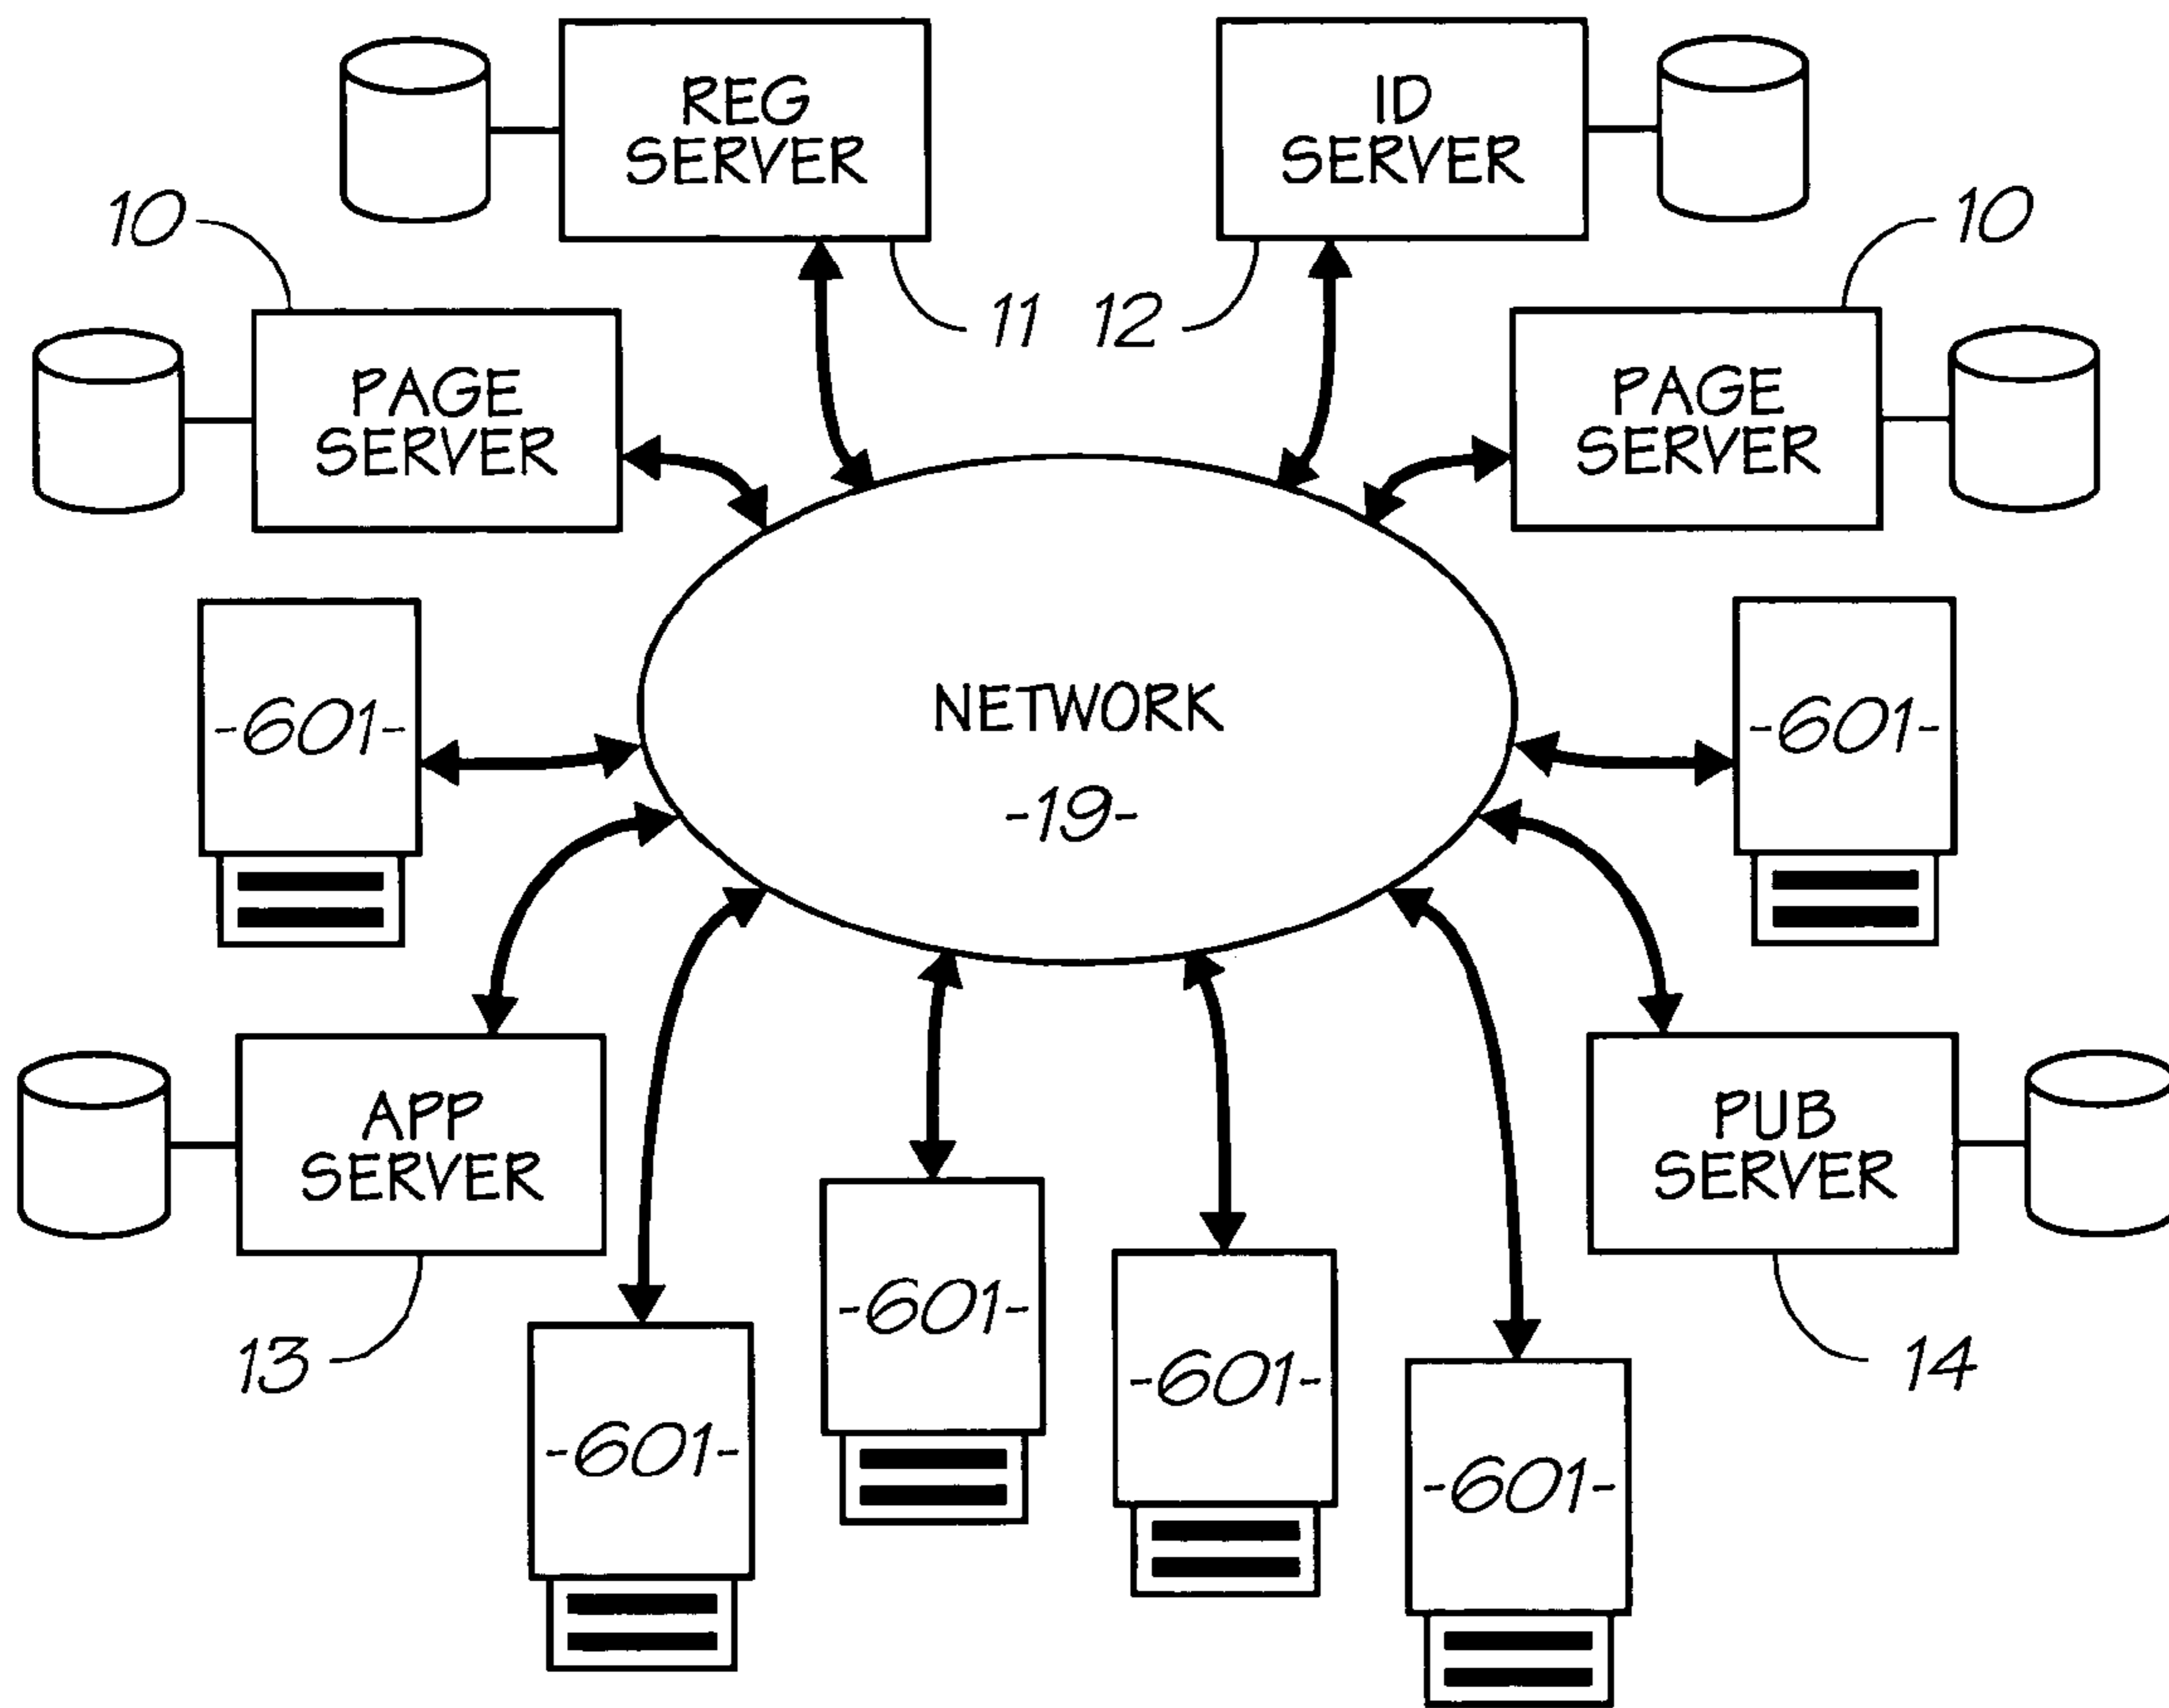 REG
SERVER
ID
SERVER
10
10
11
12
PAGE
SERVER
PAGE
SERVER
-601-
NETWORK
-19-
-601-
APP
SERVER
PUB
SERVER
13
-601-
-601-
-601-
-601-
14